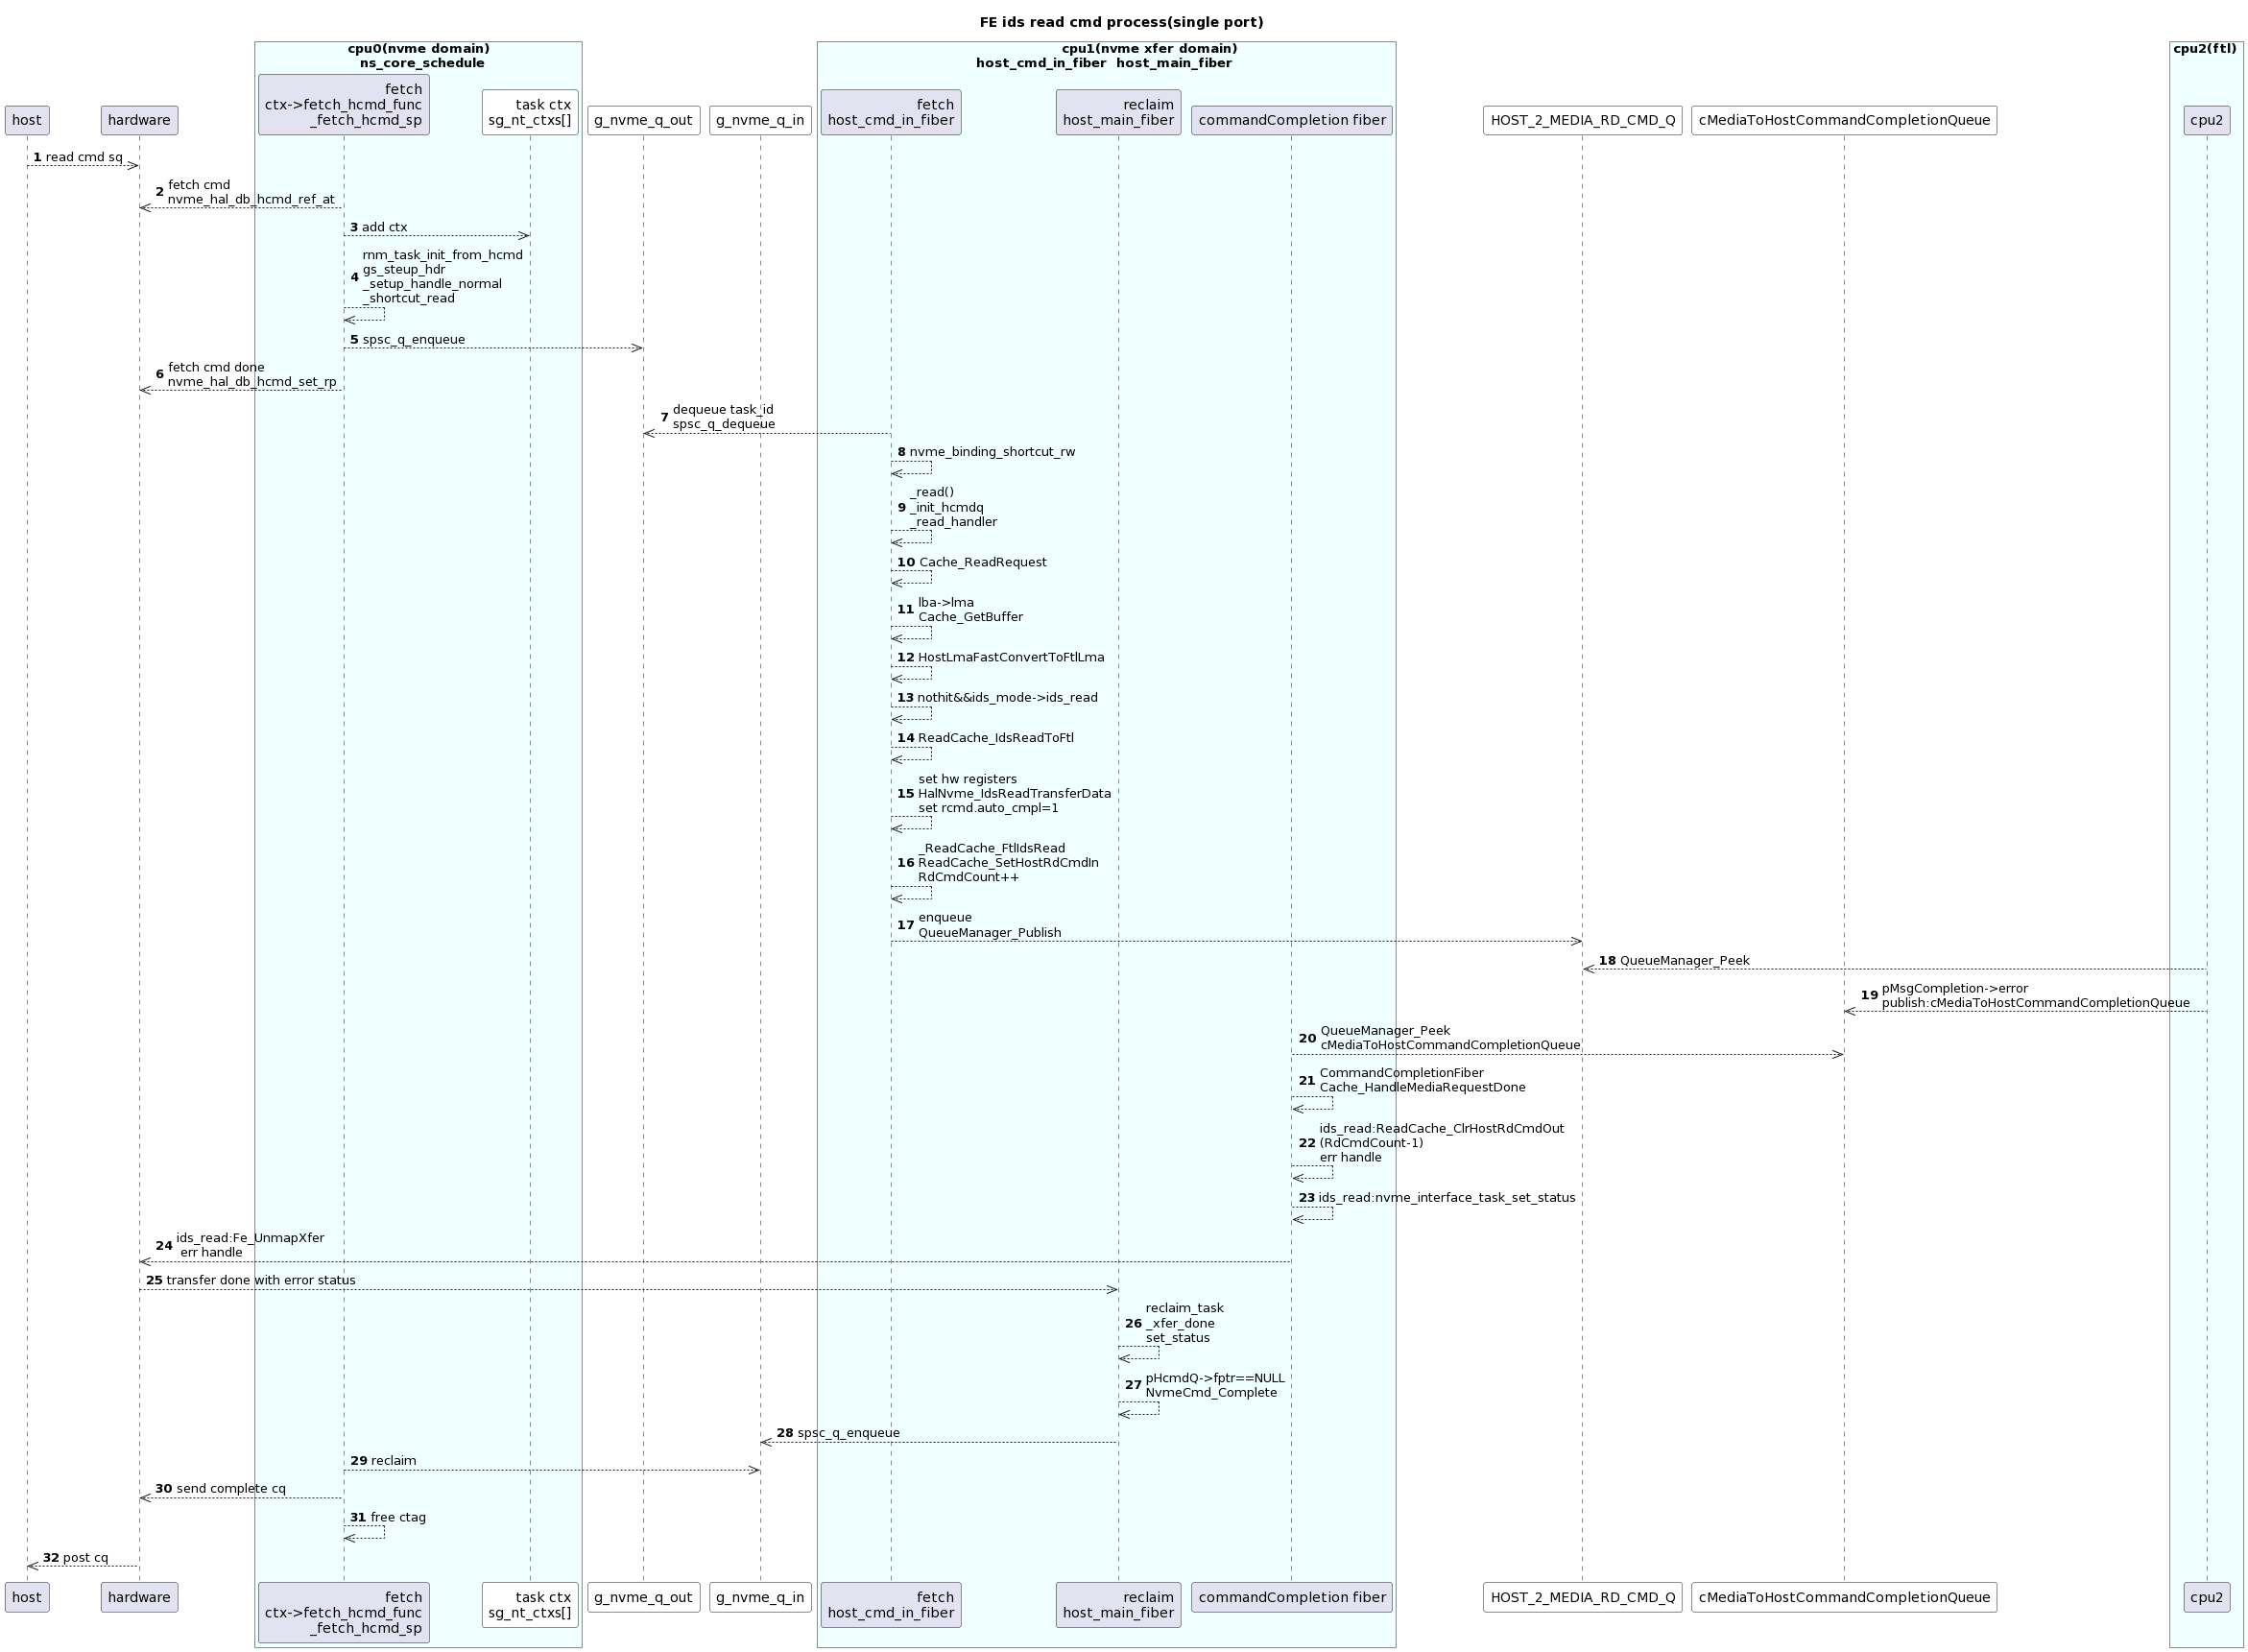 FE ids read cmd process(single port)
cpu0(nvme domain)
ns_core_schedule
cpu1(nvme xfer domain)
host_cmd_in_fiber  host_main_fiber
cpu2(ftl)
host
hardware
fetch
ctx->fetch_hcmd_func
_fetch_hcmd_sp
task ctx
sg_nt_ctxs[]
g_nvme_q_out
g_nvme_q_in
fetch
host_cmd_in_fiber
reclaim
host_main_fiber
commandCompletion fiber
HOST_2_MEDIA_RD_CMD_Q
cMediaToHostCommandCompletionQueue
cpu2
1 read cmd sq
2 fetch cmd
nvme_hal_db_hcmd_ref_at
3 add ctx
4 rnm_task_init_from_hcmd
gs_steup_hdr
_setup_handle_normal
_shortcut_read
5 spsc_q_enqueue
6 fetch cmd done
nvme_hal_db_hcmd_set_rp
7 dequeue task_id
spsc_q_dequeue
8 nvme_binding_shortcut_rw
9 _read()
_init_hcmdq
_read_handler
10 Cache_ReadRequest
11 lba->lma
Cache_GetBuffer
12 HostLmaFastConvertToFtlLma
13 nothit&&ids_mode->ids_read
14 ReadCache_IdsReadToFtl
15 set hw registers
HalNvme_IdsReadTransferData
set rcmd.auto_cmpl=1
16 _ReadCache_FtlIdsRead
ReadCache_SetHostRdCmdIn
RdCmdCount++
17 enqueue
QueueManager_Publish
18 QueueManager_Peek
19 pMsgCompletion->error
publish:cMediaToHostCommandCompletionQueue
20 QueueManager_Peek
cMediaToHostCommandCompletionQueue
21 CommandCompletionFiber
Cache_HandleMediaRequestDone
22 ids_read:ReadCache_ClrHostRdCmdOut
(RdCmdCount-1)
err handle
23 ids_read:nvme_interface_task_set_status
24 ids_read:Fe_UnmapXfer
err handle
25 transfer done with error status
26 reclaim_task
_xfer_done
set_status
27 pHcmdQ->fptr==NULL
NvmeCmd_Complete
28 spsc_q_enqueue
29 reclaim
30 send complete cq
31 free ctag
32 post cq
host
hardware
fetch
ctx->fetch_hcmd_func
_fetch_hcmd_sp
task ctx
sg_nt_ctxs[]
g_nvme_q_out
g_nvme_q_in
fetch
host_cmd_in_fiber
reclaim
host_main_fiber
commandCompletion fiber
HOST_2_MEDIA_RD_CMD_Q
cMediaToHostCommandCompletionQueue
cpu2